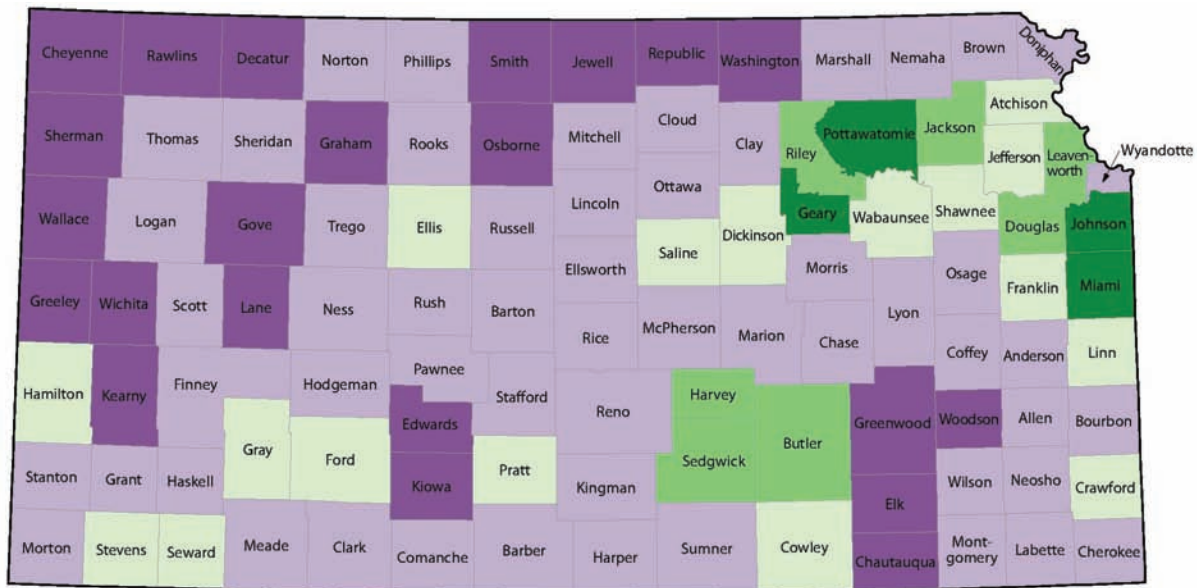 Cheyenne
Rawlins
Decatur
Norton
Phillips
Smith
Jewell
Republic
Washington
Marshall
Nemaha
Brown
Doniphan
Sherman
Thomas
Sheridan
Graham
Rooks
Osborne
Mitchell
Cloud
Clay
Riley
Pottawatomie
Jackson
Atchison
Jefferson
Leaven-
worth
Wyandotte
Wallace
Logan
Gove
Trego
Ellis
Russell
Lincoln
Ottawa
Saline
Dickinson
Geary
Wabaunsee
Shawnee
Douglas
Johnson
Greeley
Wichita
Scott
Lane
Ness
Rush
Barton
Ellsworth
Rice
McPherson
Marion
Morris
Chase
Lyon
Osage
Franklin
Miami
Hamilton
Kearny
Finney
Hodgeman
Pawnee
Stafford
Reno
Harvey
Coffey
Anderson
Linn
Gray
Ford
Edwards
Pratt
Kiowa
Sedgwick
Butler
Greenwood
Woodson
Allen
Bourbon
Stanton
Grant
Haskell
Kingman
Elk
Wilson
Neosho
Crawford
Morton
Stevens
Seward
Meade
Clark
Comanche
Barber
Harper
Sumner
Cowley
Chautauqua
Mont-
gomery
Labette
Cherokee